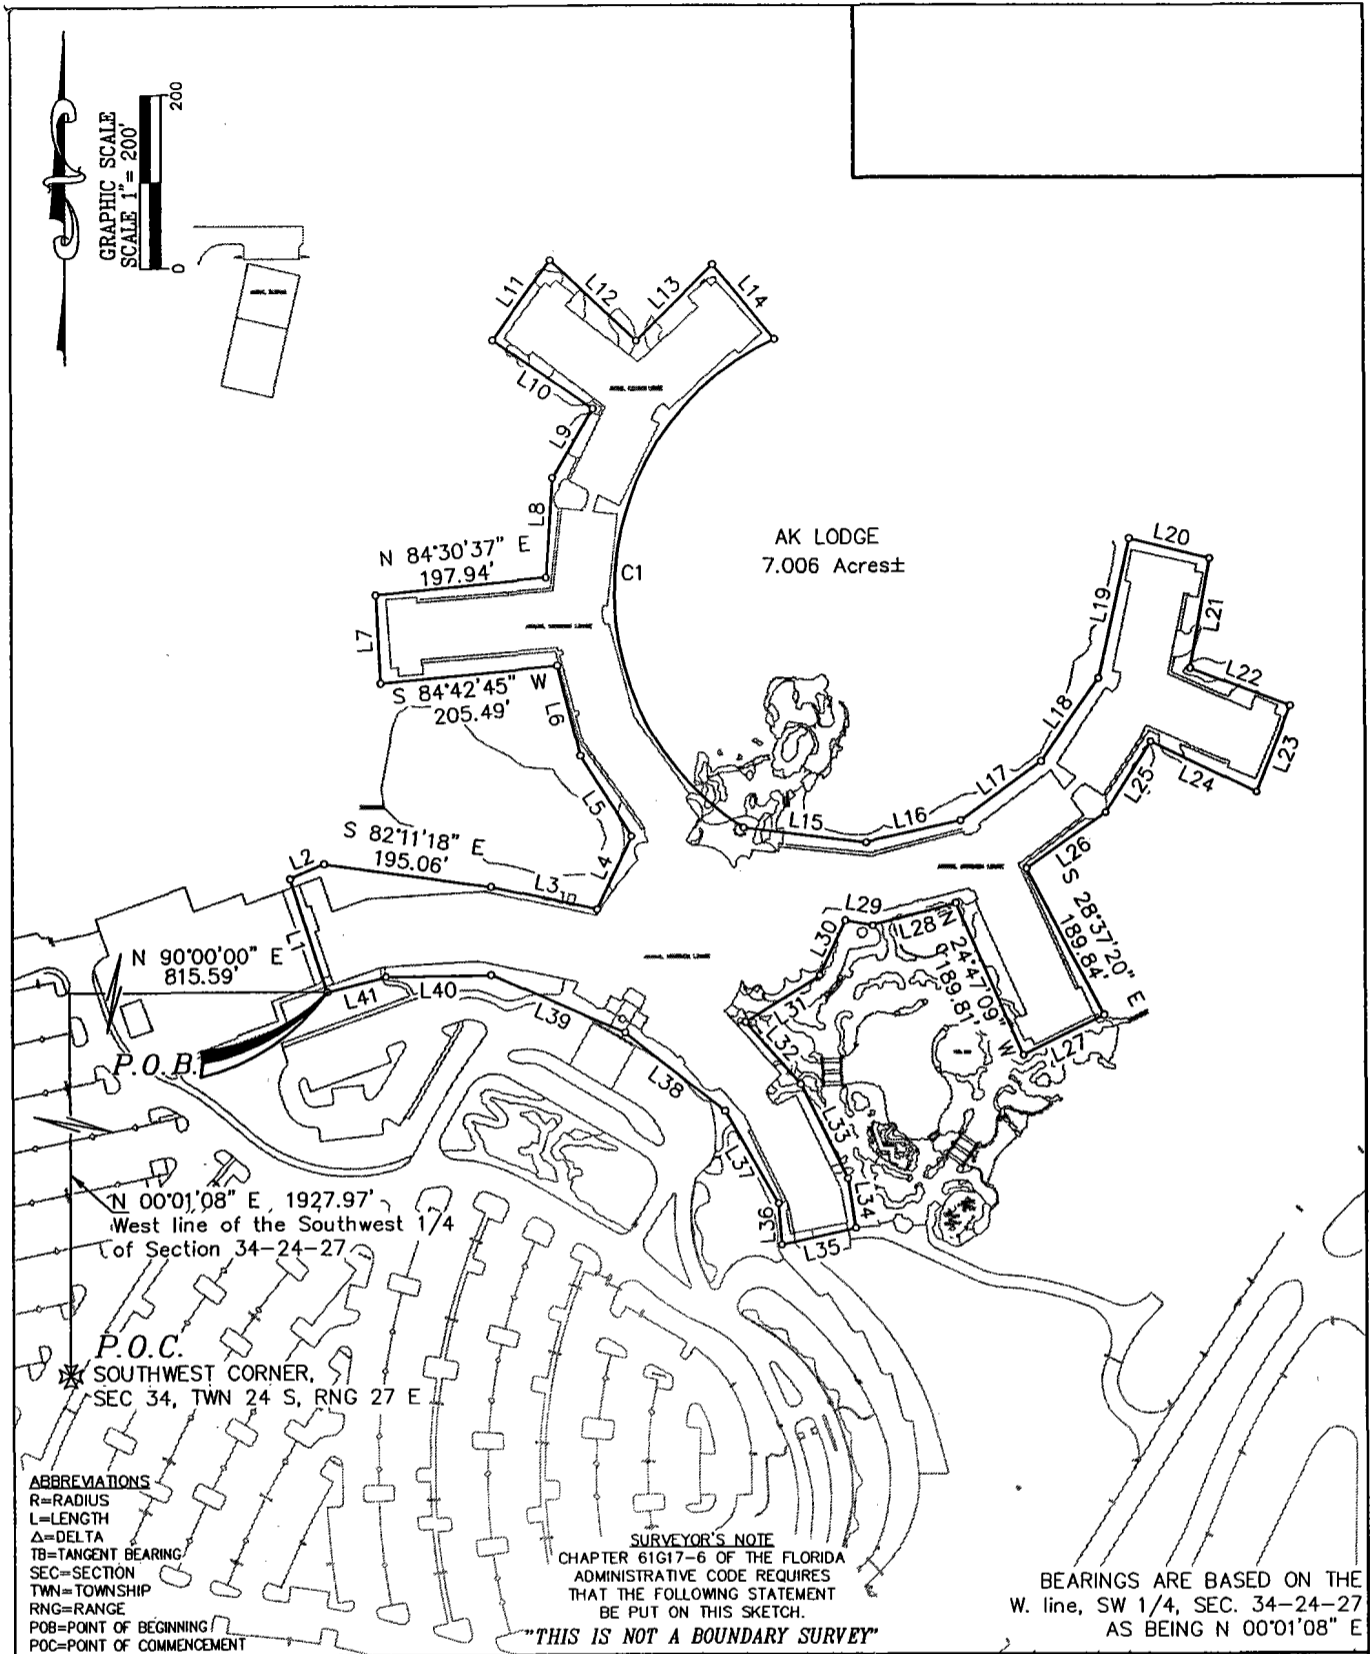 GRAPHIC SCALE
SCALE 1"= 200'
0
200
L11
L12
L13
L14
L10
L9
L8
N 84°30'37" E
197.94'
C1
AK LODGE
7.006 Acres±
L20
L19
L21
L7
L22
S 84°42'45" W
205.49'
L6
L18
L23
L24
L17
L25
L5
L15
L16
S 82°11'18" E
195.06'
L2
L4
L3
L26
S 28°37'20" E
189.84'
L1
L29
L28
L30
N 24°47'09" W
189.81'
N 90°00'00" E
815.59'
L41
L40
L31
L39
L32
L27
P.O.B.
L38
L33
L37
N 00°01'08" E, 1927.97'
West line of the Southwest 1/4
of Section 34-24-27
L36
L34
L35
P.O.C.
SOUTHWEST CORNER,
SEC 34, TWN 24 S, RNG 27 E
ABBREVIATIONS
R=RADIUS
L=LENGTH
Δ=DELTA
TB=TANGENT BEARING
SEC=SECTION
TWN=TOWNSHIP
RNG=RANGE
POB=POINT OF BEGINNING
POC=POINT OF COMMENCEMENT
SURVEYOR'S NOTE
CHAPTER 61G17-6 OF THE FLORIDA
ADMINISTRATIVE CODE REQUIRES
THAT THE FOLLOWING STATEMENT
BE PUT ON THIS SKETCH.
"THIS IS NOT A BOUNDARY SURVEY"
BEARINGS ARE BASED ON THE
W. line, SW 1/4, SEC. 34-24-27
AS BEING N 00°01'08" E